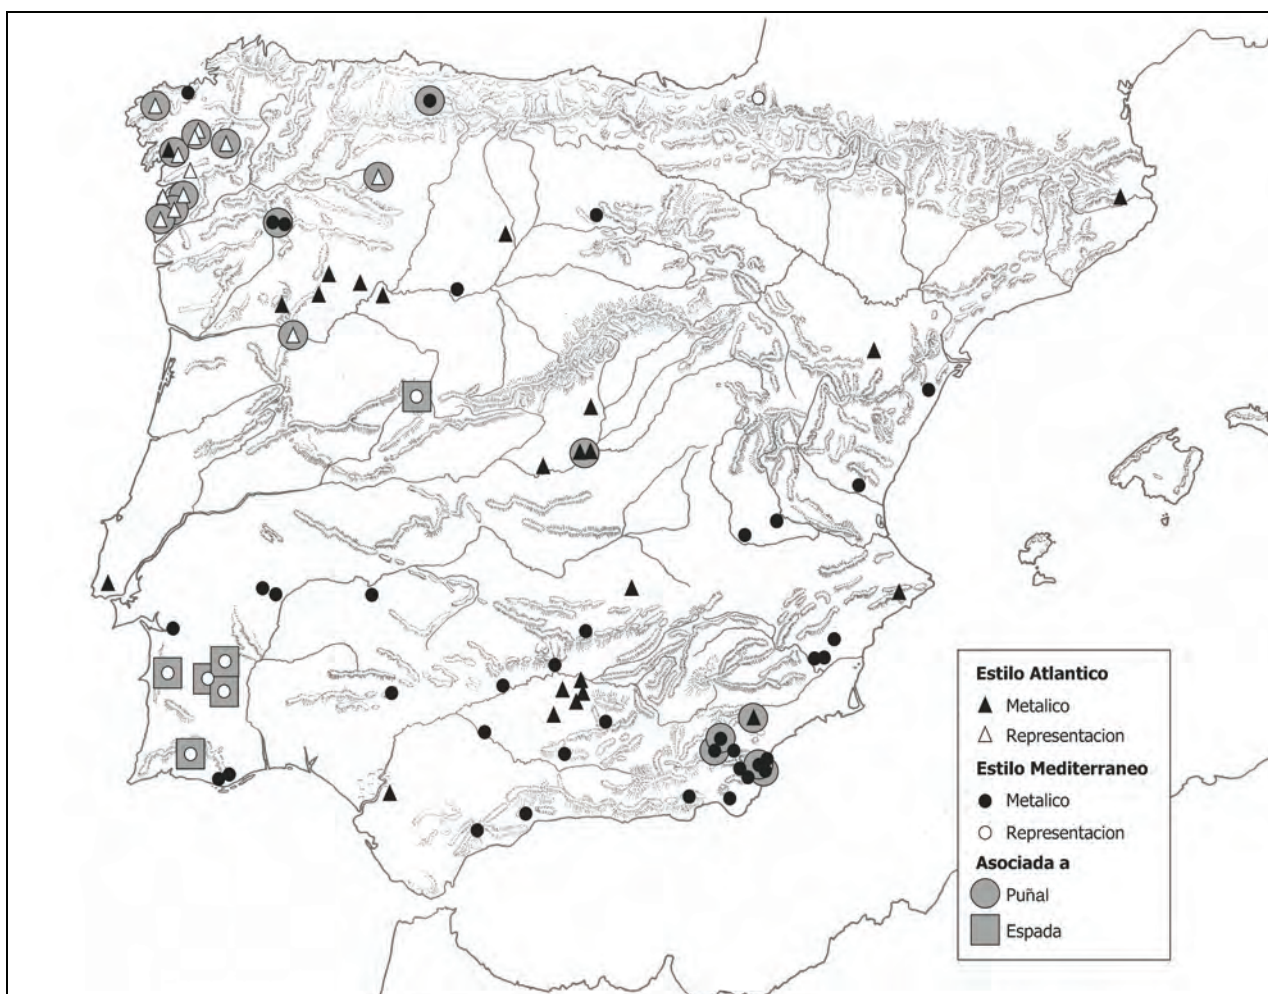 Estilo Atlantico
Metalico
Representacion
Estilo Mediterraneo
Metalico
Representacion
Asociada a
Puñal
Espada